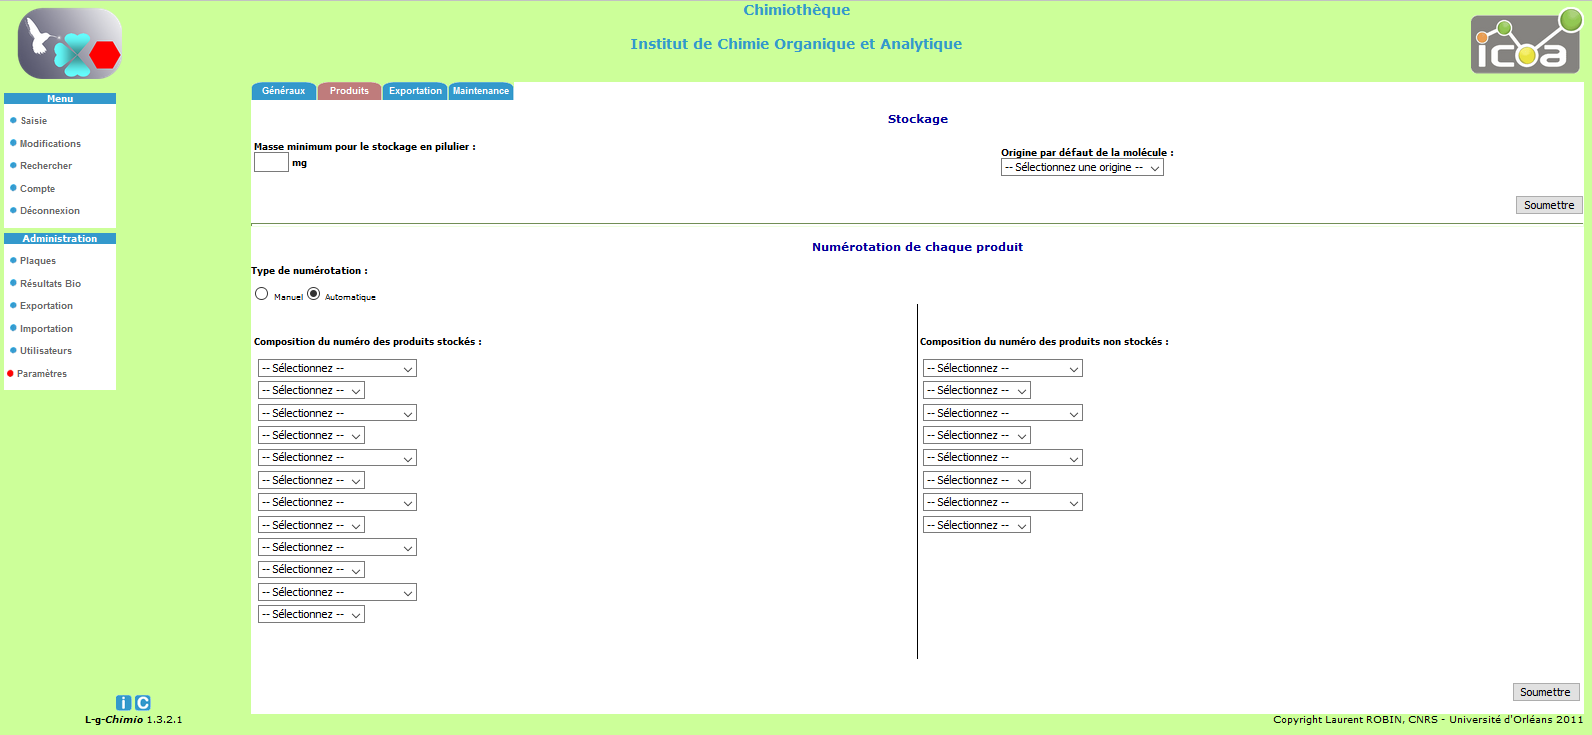 Chimiothèque
Institut de Chimie Organique et Analytique
icoa
Menu
Saisie
Modifications
Rechercher
Compte
Déconnexion
Administration
Plaques
Résultats Bio
Exportation
Importation
Utilisateurs
Paramètres
Généraux Produits Exportation Maintenance
Stockage
Masse minimum pour le stockage en pilulier :
mg
Origine par défaut de la molécule :
-- Sélectionnez une origine --
Soumettre
Numérotation de chaque produit
Type de numérotation :
Manuel Automatique
Composition du numéro des produits stockés :
-- Sélectionnez --
-- Sélectionnez --
-- Sélectionnez --
-- Sélectionnez --
-- Sélectionnez --
-- Sélectionnez --
-- Sélectionnez --
-- Sélectionnez --
-- Sélectionnez --
-- Sélectionnez --
-- Sélectionnez --
-- Sélectionnez --
Composition du numéro des produits non stockés :
-- Sélectionnez --
-- Sélectionnez --
-- Sélectionnez --
-- Sélectionnez --
-- Sélectionnez --
-- Sélectionnez --
-- Sélectionnez --
-- Sélectionnez --
Soumettre
i C
L-g-Chimio 1.3.2.1
Copyright Laurent ROBIN, CNRS - Université d'Orléans 2011